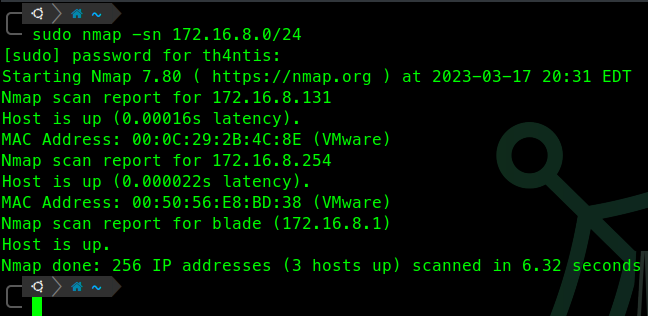 ~
sudo nmap -sn 172.16.8.0/24
[sudo] password for th4ntis:
Starting Nmap 7.80 ( https://nmap.org ) at 2023-03-17 20:31 EDT
Nmap scan report for 172.16.8.131
Host is up (0.00016s latency).
MAC Address: 00:0C:29:2B:4C:8E (VMware)
Nmap scan report for 172.16.8.254
Host is up (0.000022s latency).
MAC Address: 00:50:56:E8:BD:38 (VMware)
Nmap scan report for blade (172.16.8.1)
Host is up.
Nmap done: 256 IP addresses (3 hosts up) scanned in 6.32 seconds
~